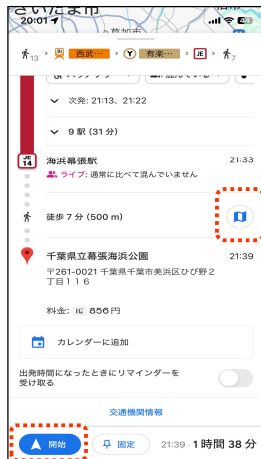 さいたま市
20:01
草加市
13 > 西武… > Y 有楽… > JE > 7
次発: 21:13、21:22
9 駅 (31 分)
JE 14 海浜幕張駅 21:33
ライブ: 通常に比べて混んでいません
徒歩 7 分 (500 m)
千葉県立幕張海浜公園 21:39
〒261-0021 千葉県千葉市美浜区ひび野2
丁目116
料金: IC 856 円
カレンダーに追加
出発時間になったときにリマインダーを
受け取る
交通機関情報
開始 固定 21:39 · 1 時間 38 分